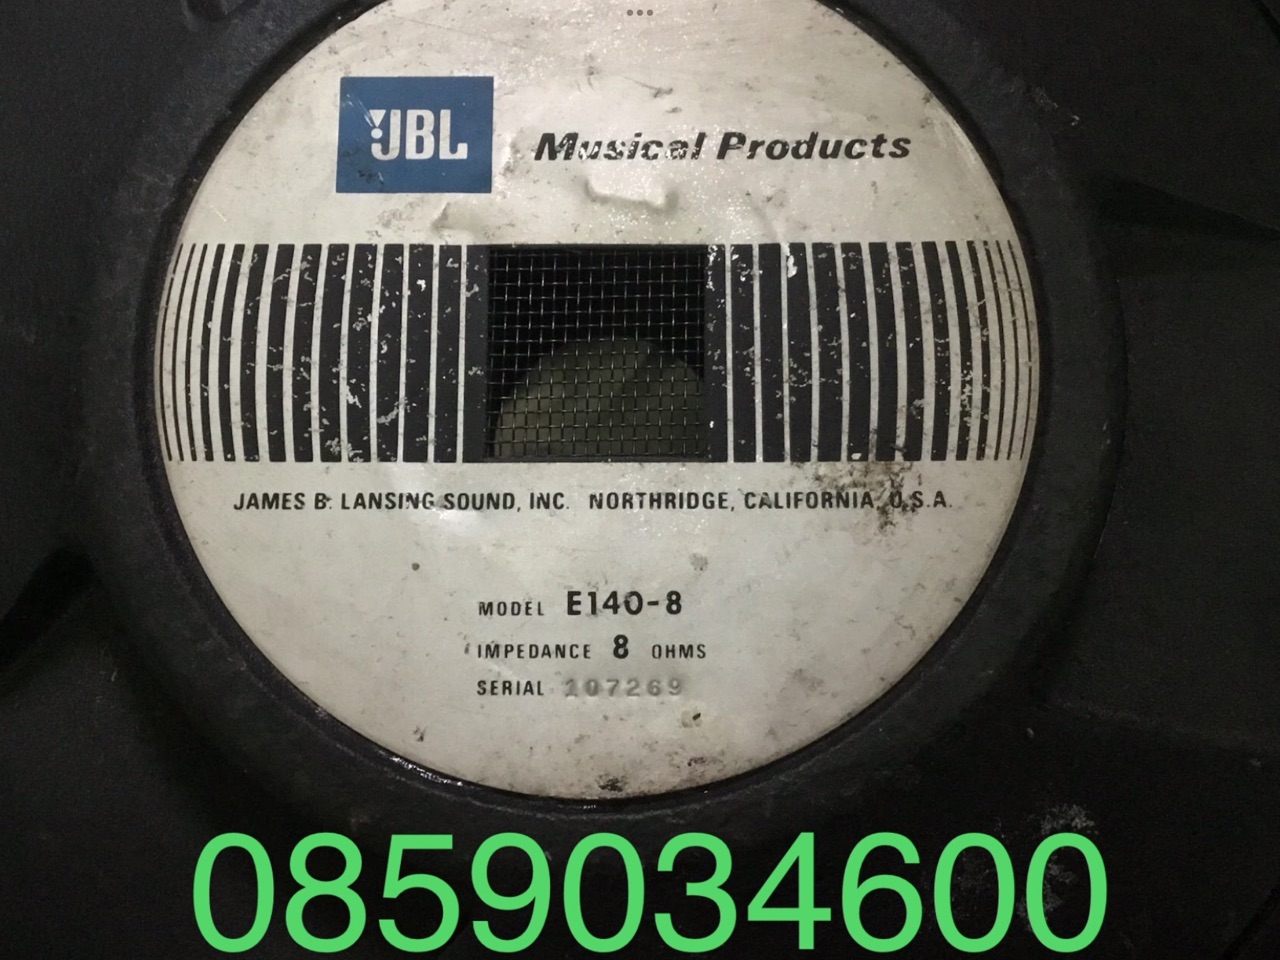 JBL
Musical Products
JAMES B. LANSING SOUND, INC. NORTHRIDGE, CALIFORNIA, U.S.A.
MODEL E140-8
IMPEDANCE 8 OHMS
SERIAL 107269
0859034600